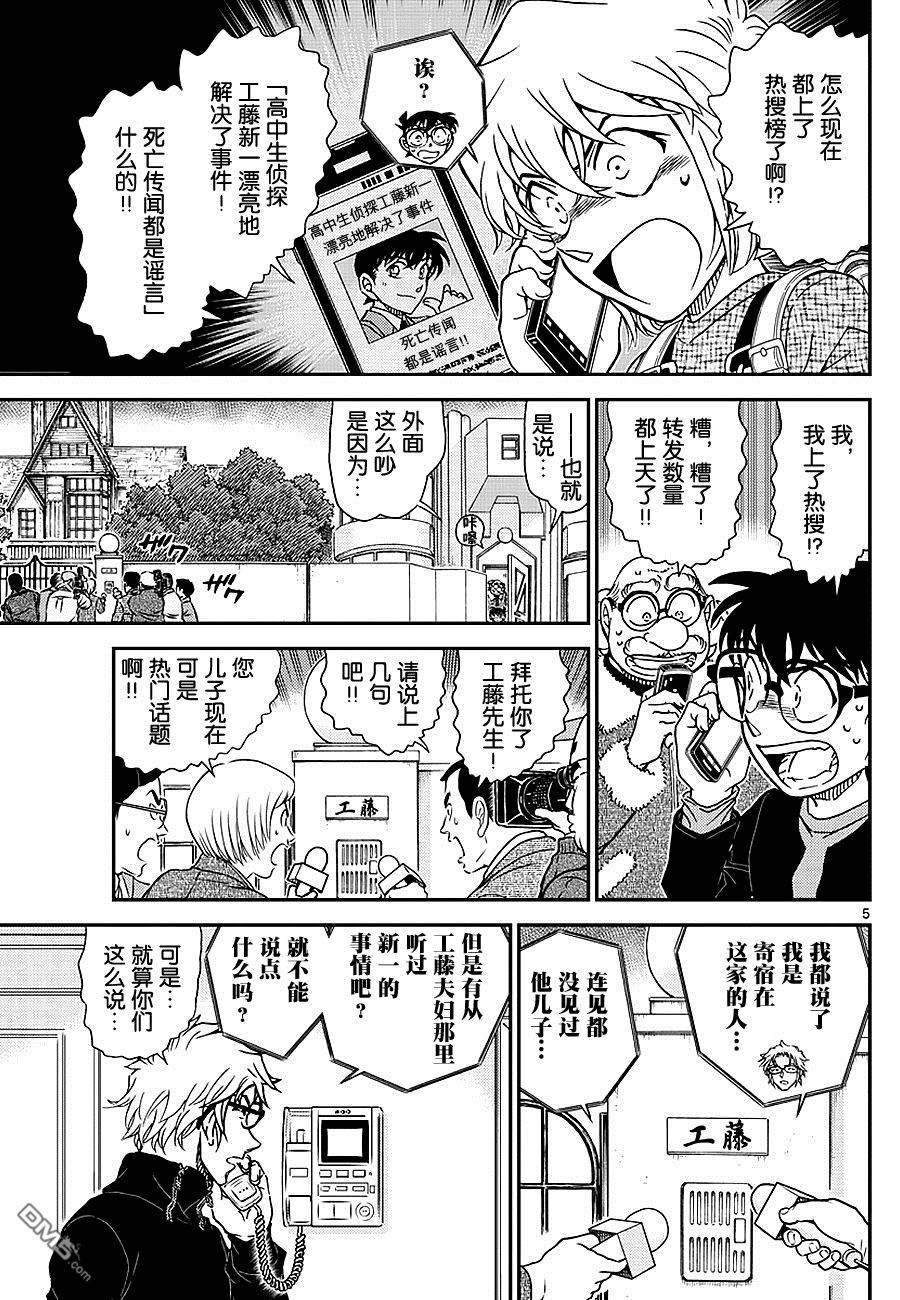 怎么现在
都上了
热搜榜了啊!?
诶?
「高中生侦探
工藤新一漂亮地
解决了事件!
死亡传闻都是谣言」
什么的!!
高中生侦探工藤新一
漂亮地解决了事件
死亡传闻
都是谣言!!
我,
我上了热搜!?
糟,糟了!
转发数量
都上天了!!
——也就
是说…
外面
这么吵
是因为…
咔嚓
ザワ
ザワ
拜托你了
工藤先生!
请说上
几句
吧!!
您
儿子现在
可是
热门话题
啊!!
工藤
5
我都说了
我是
寄宿在
这家的人…
连见都
没见过
他儿子…
工藤
但是有从
工藤夫妇那里
听过
新一的
事情吧?
就不能
说点
什么吗?
可是…
就算你们
这么说…